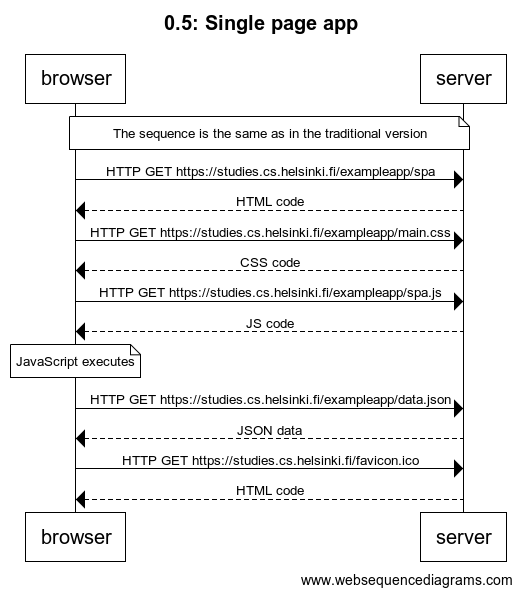 0.5: Single page app
browser
server
The sequence is the same as in the traditional version
HTTP GET https://studies.cs.helsinki.fi/exampleapp/spa
HTML code
HTTP GET https://studies.cs.helsinki.fi/exampleapp/main.css
CSS code
HTTP GET https://studies.cs.helsinki.fi/exampleapp/spa.js
JS code
JavaScript executes
HTTP GET https://studies.cs.helsinki.fi/exampleapp/data.json
JSON data
HTTP GET https://studies.cs.helsinki.fi/favicon.ico
HTML code
browser
server
www.websequencediagrams.com